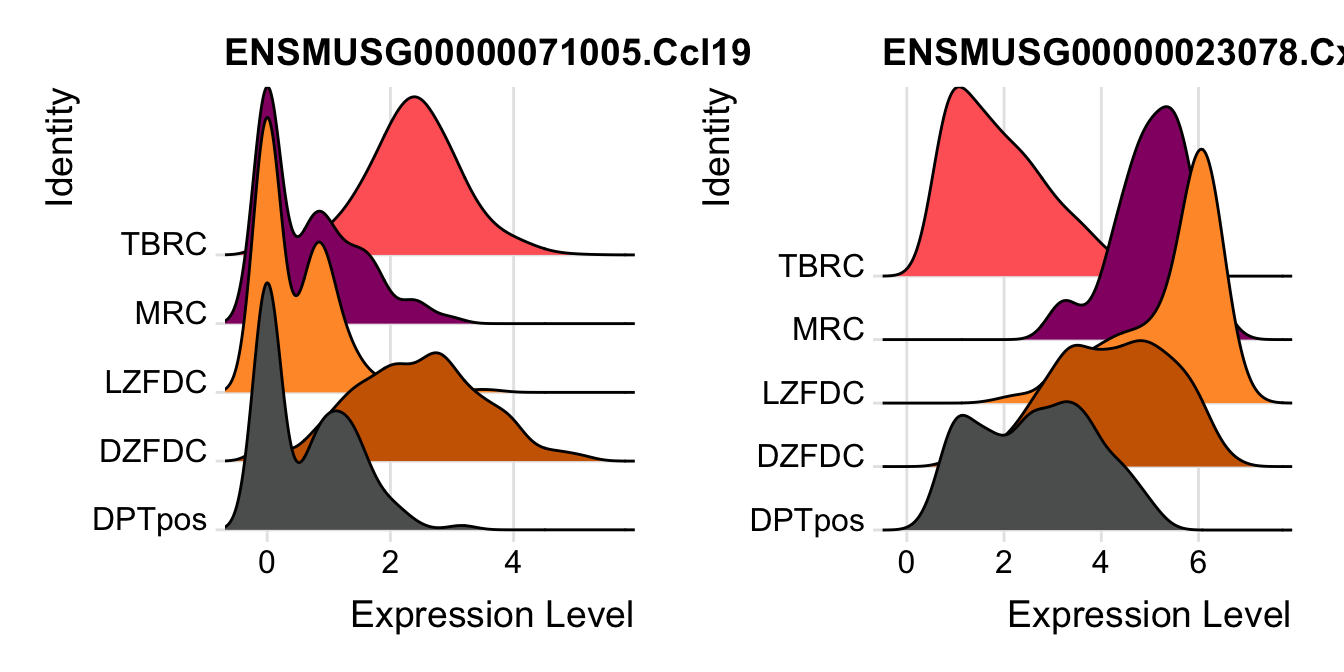 ENSMUSG00000071005.Ccl19
Identity
TBRC
MRC
LZFDC
DZFDC
DPTpos
0 2 4
Expression Level
ENSMUSG00000023078.Cx
Identity
TBRC
MRC
LZFDC
DZFDC
DPTpos
0 2 4 6
Expression Level